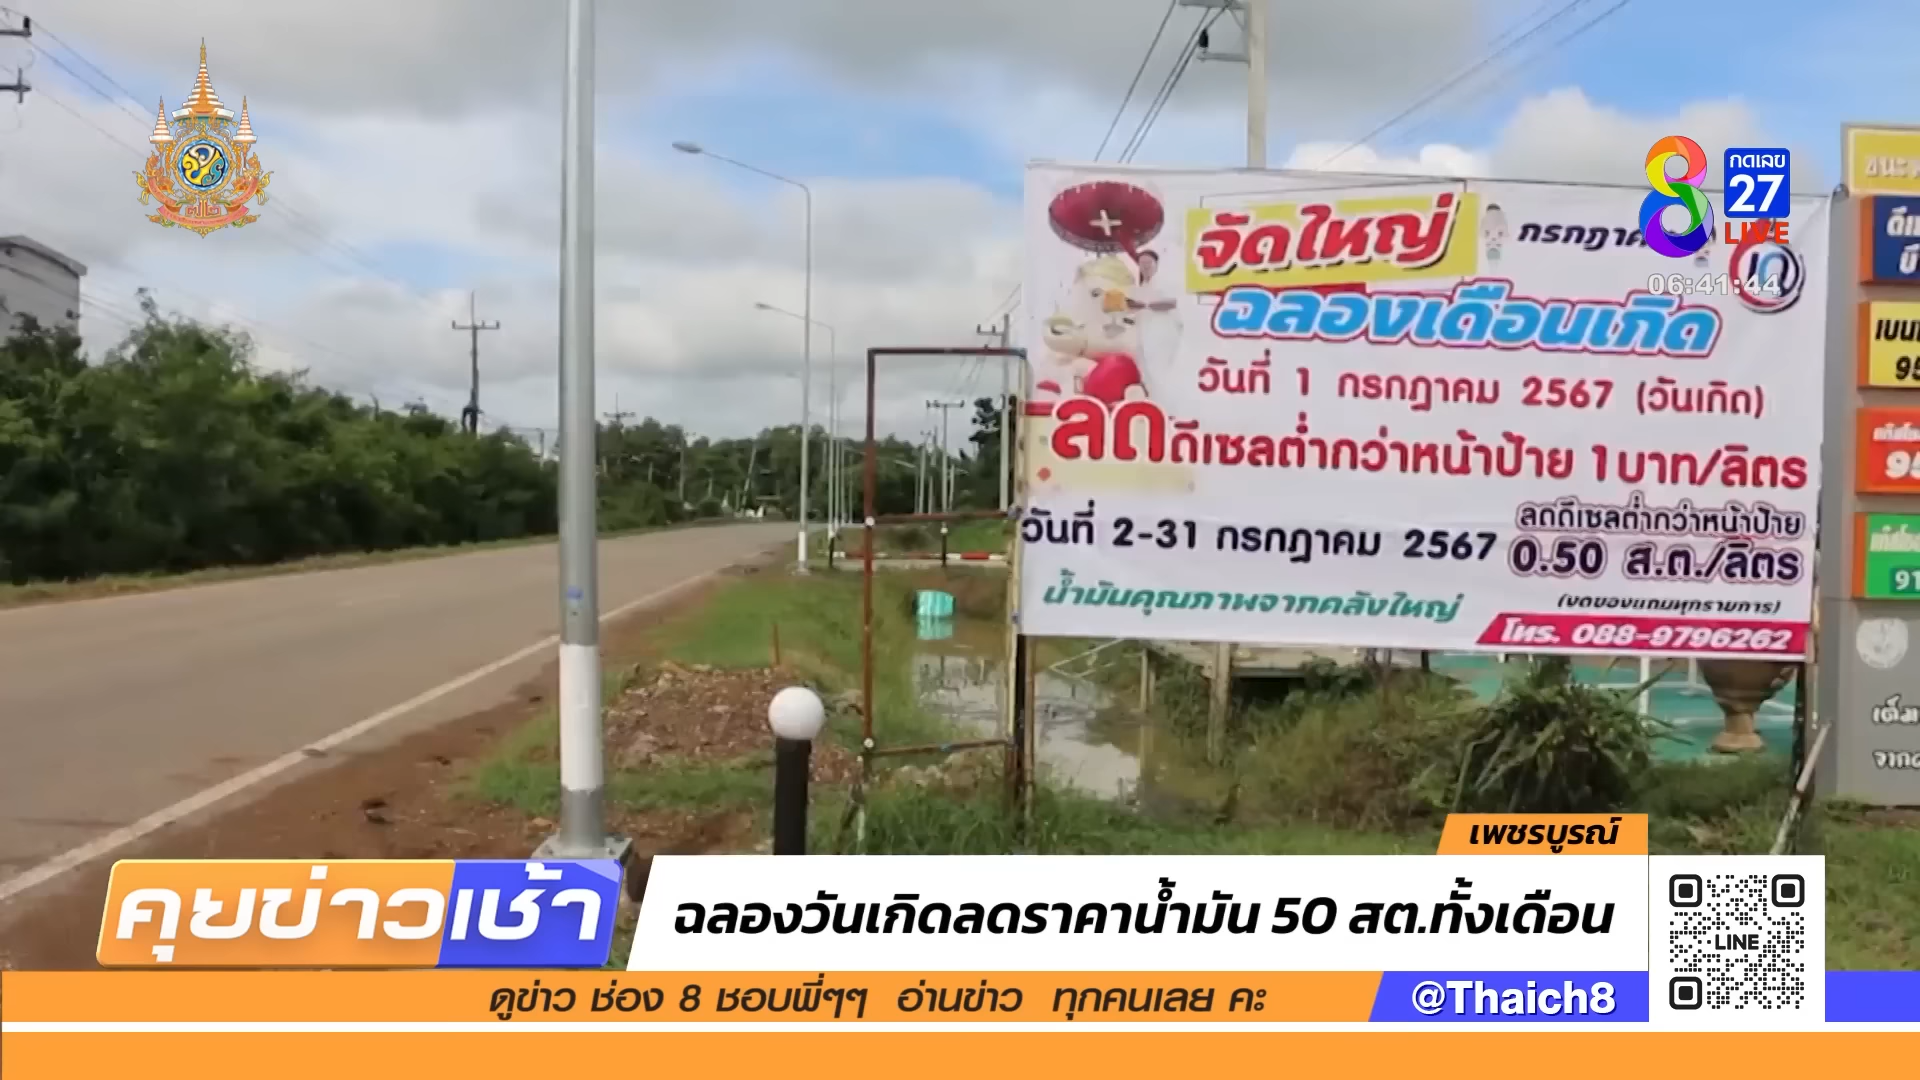 กดเลข
27
LIVE
06:41:44
จัดใหญ่
ฉลองเดือนเกิด
วันที่ 1 กรกฎาคม 2567 (วันเกิด)
ลดดีเซลต่ำกว่าหน้าป้าย 1บาท/ลิตร
วันที่ 2-31 กรกฎาคม 2567
ลดดีเซลต่ำกว่าหน้าป้าย
0.50 ส.ต./ลิตร
น้ำมันคุณภาพจากคลังใหญ่
(งดของแถมทุกรายการ)
โทร. 088-9796262
91
เพชรบูรณ์
คุยข่าวเช้า
ฉลองวันเกิดลดราคาน้ำมัน 50 สต.ทั้งเดือน
LINE
ดูข่าว ช่อง 8 ชอบพี่ๆๆ อ่านข่าว ทุกคนเลย คะ
@Thaich8